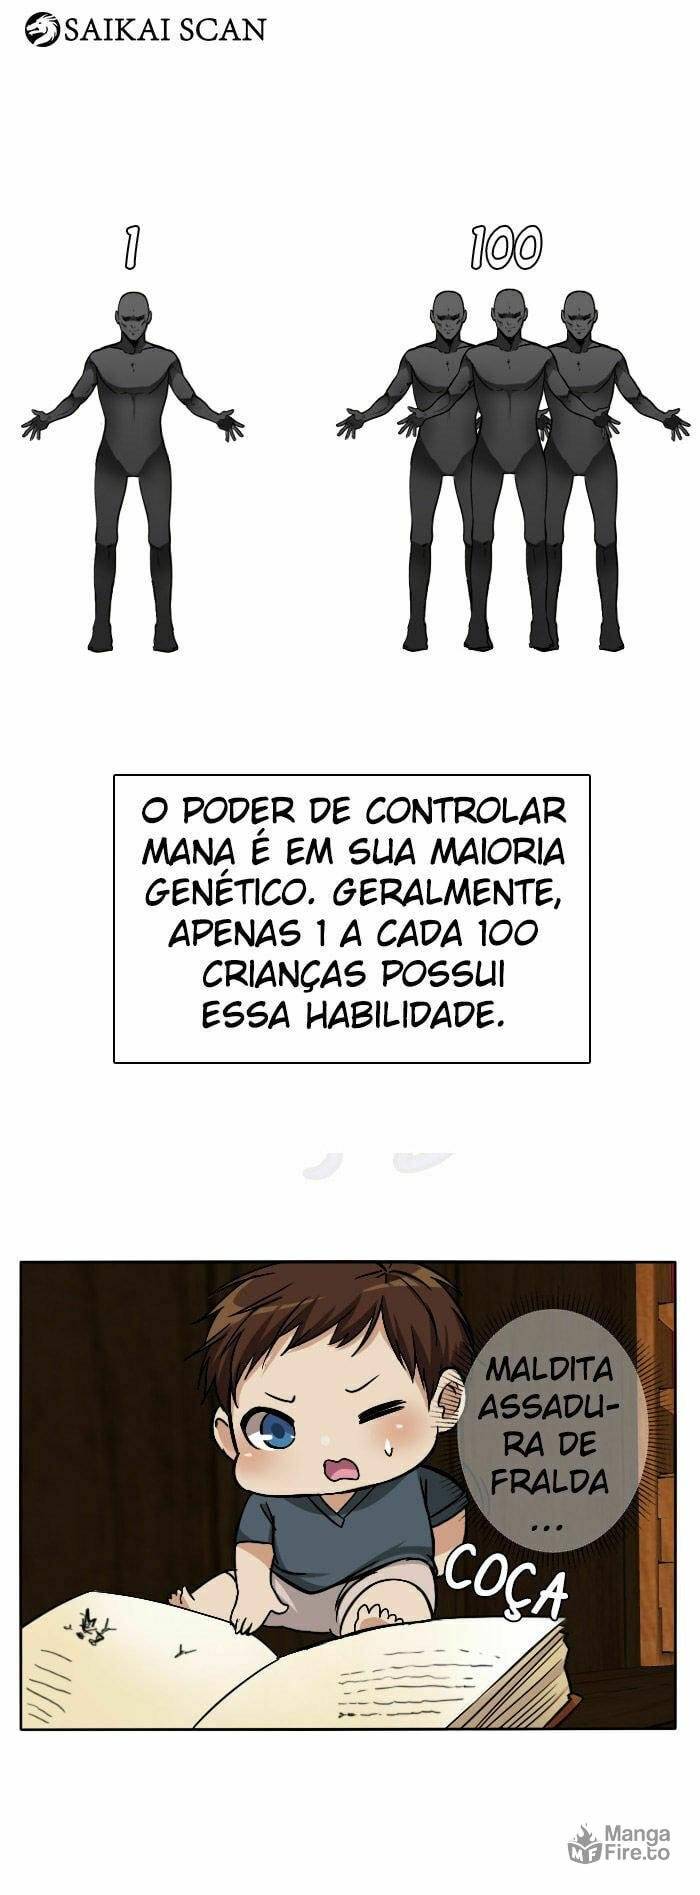 SAIKAI SCAN
1
100
O PODER DE CONTROLAR
MANA É EM SUA MAIORIA
GENÉTICO. GERALMENTE,
APENAS 1 A CADA 100
CRIANÇAS POSSUI
ESSA HABILIDADE.
MALDITA
ASSADU-
RA DE
FRALDA
...
COÇA
Manga
MF Fire.to